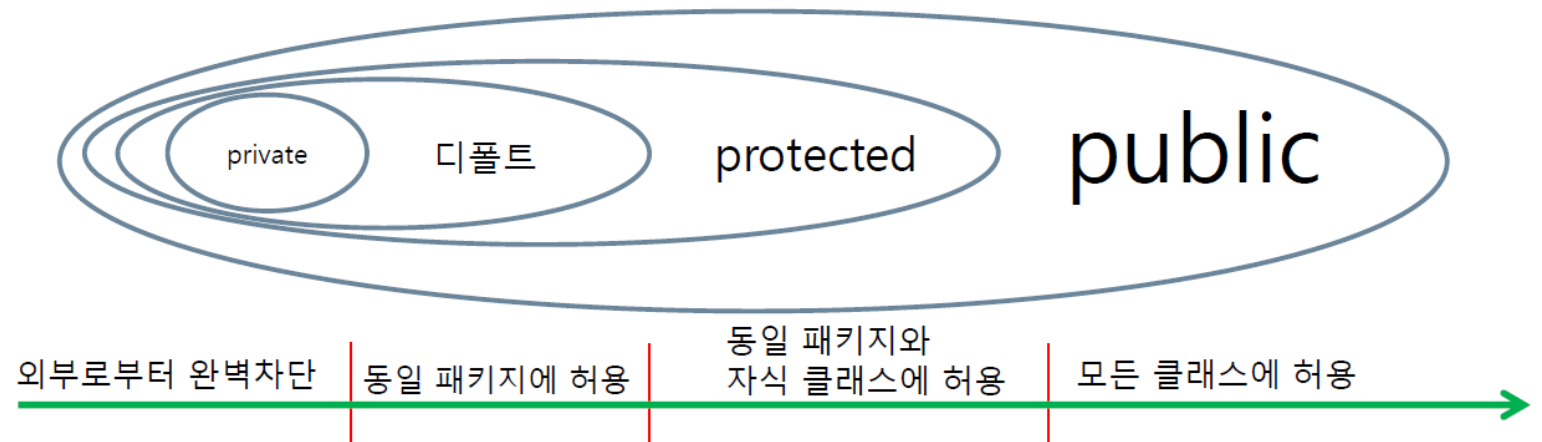 private
디폴트
protected
public
외부로부터 완벽차단
동일 패키지에 허용
동일 패키지와
자식 클래스에 허용
모든 클래스에 허용